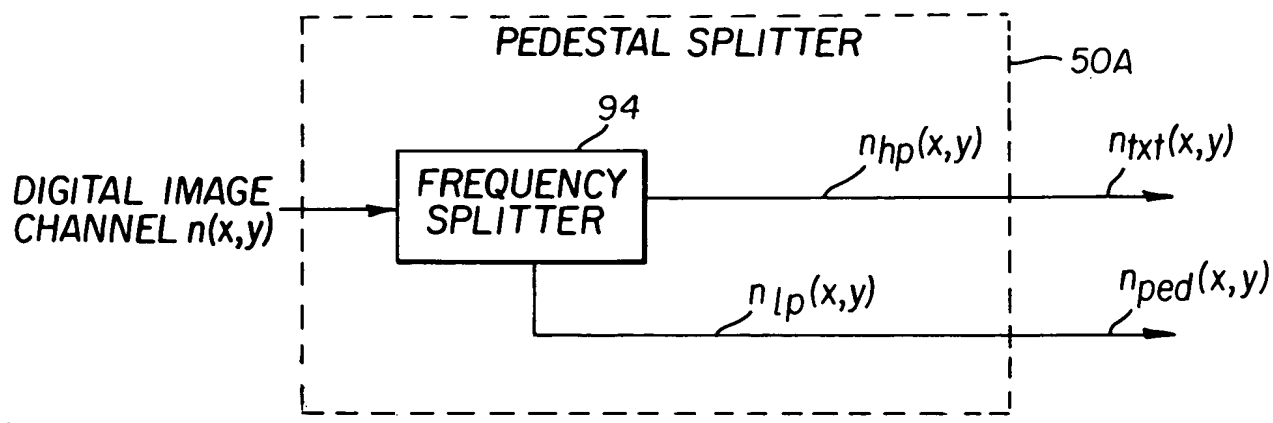 PEDESTAL SPLITTER
50A
94
n_hp(x,y)
n_txt(x,y)
DIGITAL IMAGE
CHANNEL n(x,y)
FREQUENCY
SPLITTER
n_lp(x,y)
n_ped(x,y)